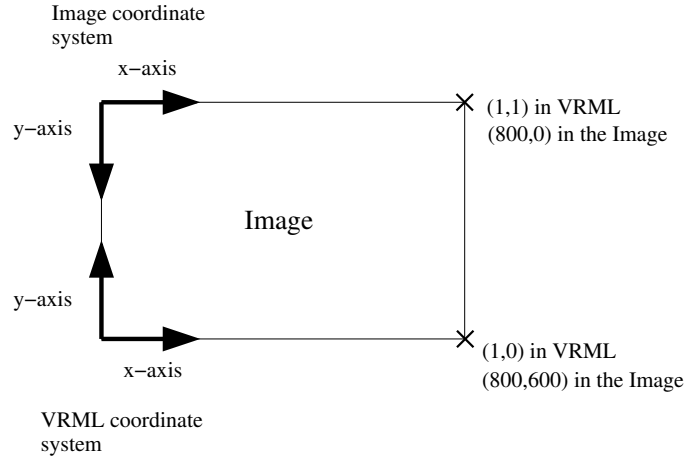 Image coordinate
system
x−axis
y−axis
(1,1) in VRML
(800,0) in the Image
Image
y−axis
x−axis
(1,0) in VRML
(800,600) in the Image
VRML coordinate
system